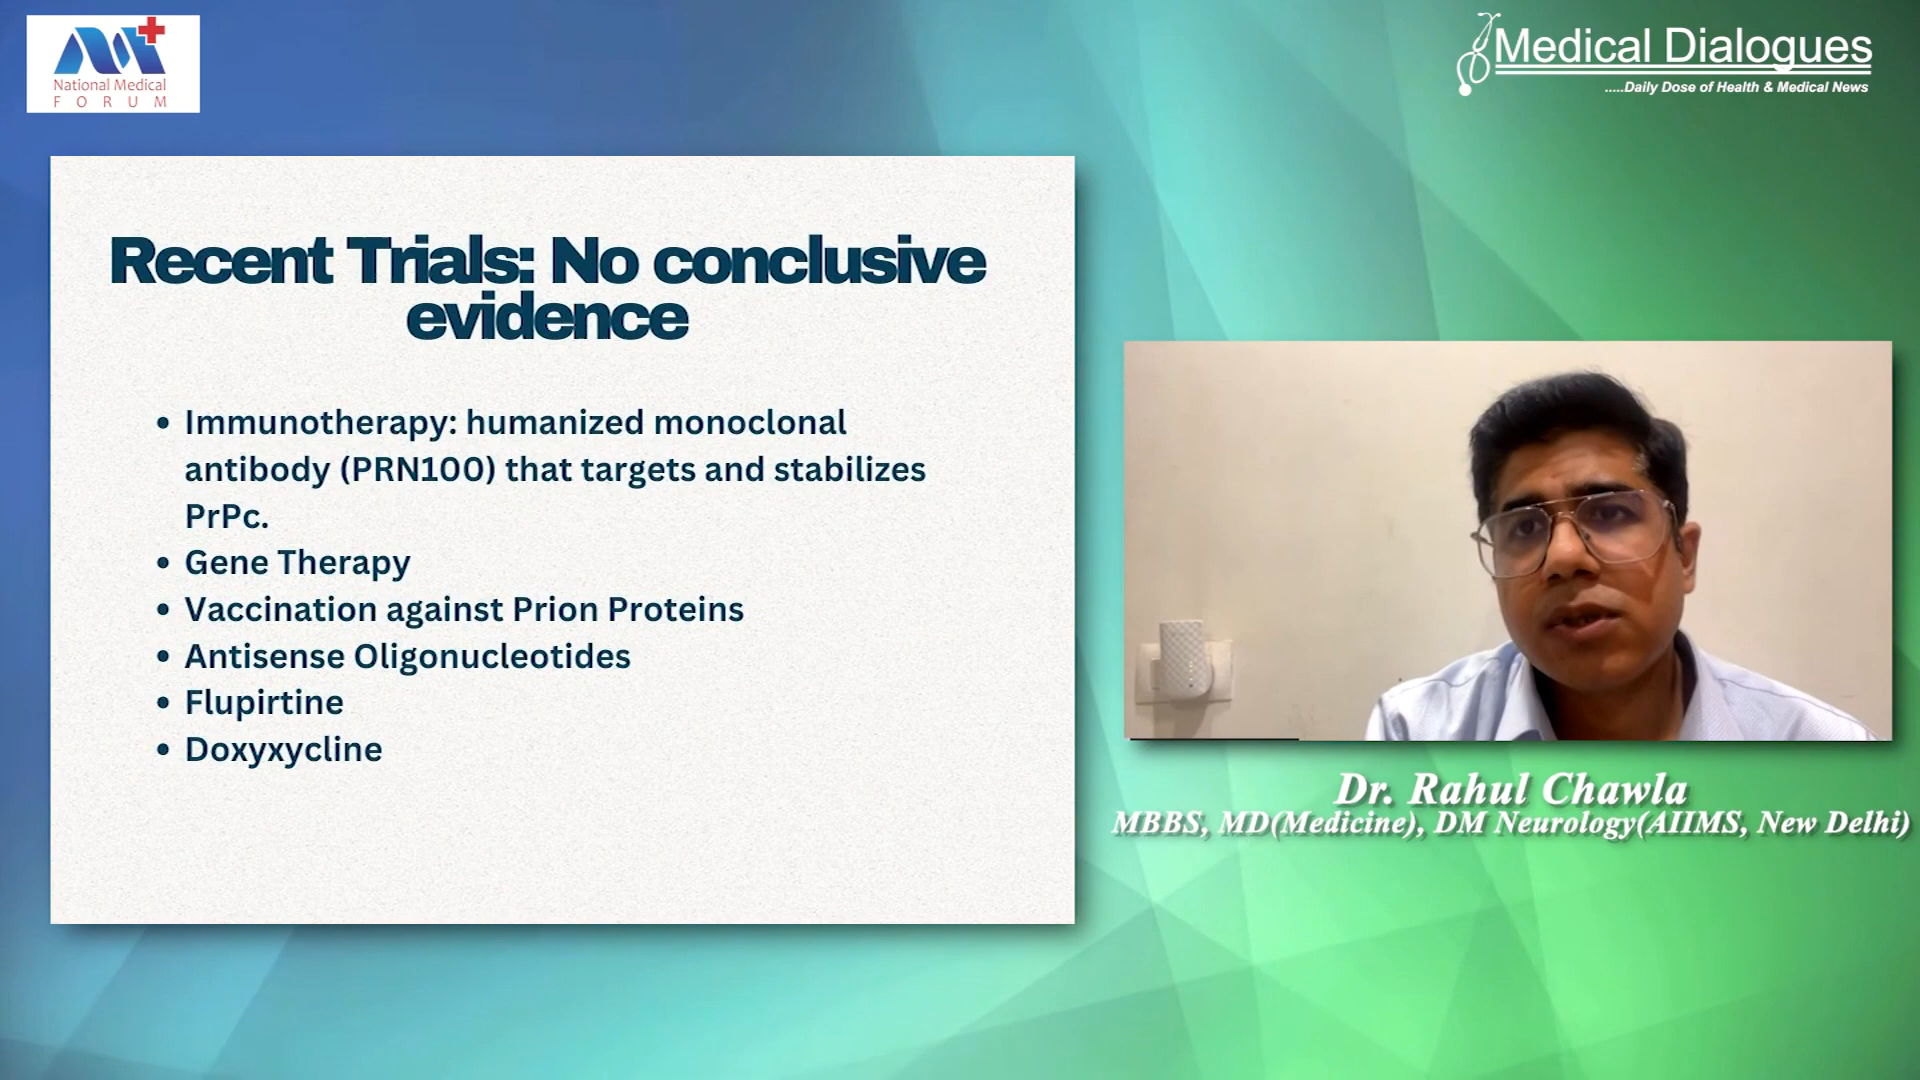 National Medical
FORUM
Medical Dialogues
.....Daily Dose of Health & Medical News
Recent Trials: No conclusive
evidence
• Immunotherapy: humanized monoclonal
antibody (PRN100) that targets and stabilizes
PrPc.
• Gene Therapy
• Vaccination against Prion Proteins
• Antisense Oligonucleotides
• Flupirtine
• Doxyxycline
Dr. Rahul Chawla
MBBS, MD(Medicine), DM Neurology(AIIMS, New Delhi)